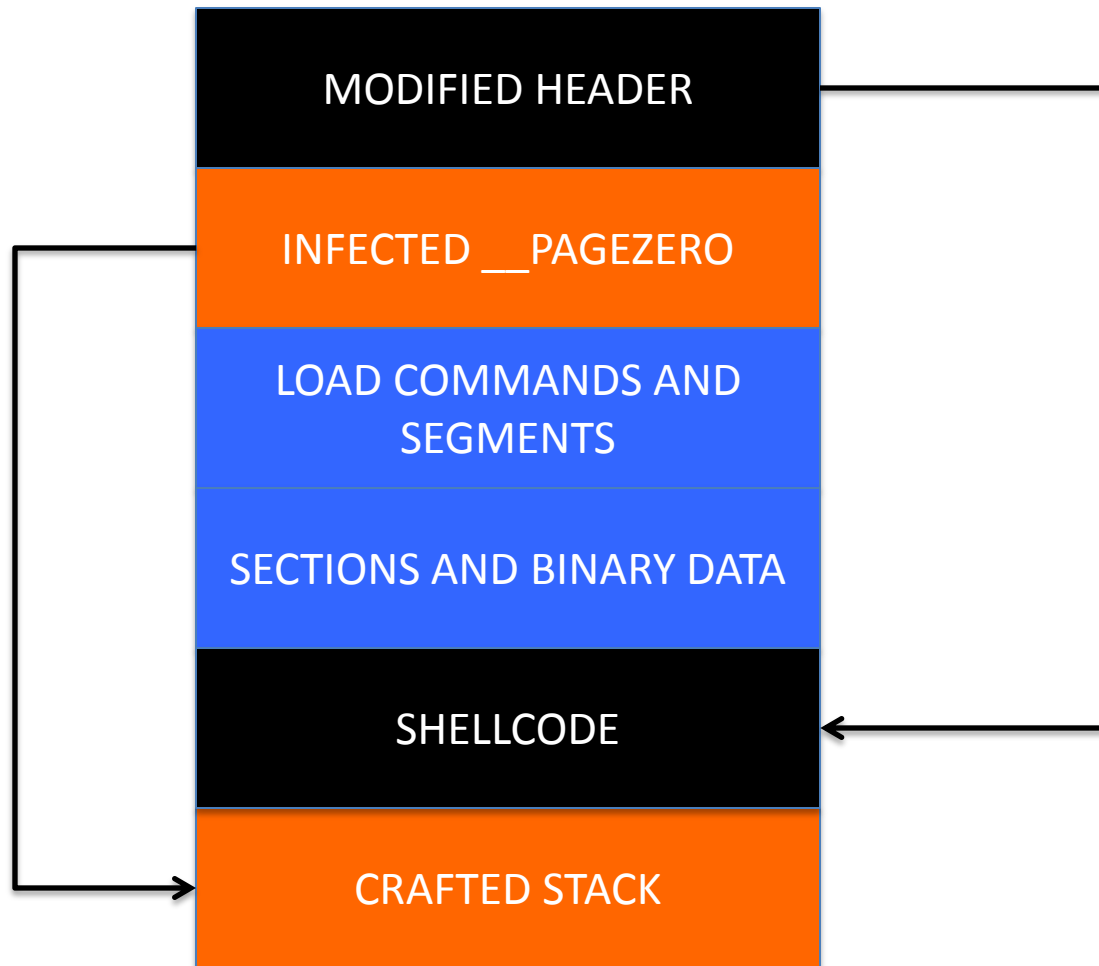 MODIFIED HEADER
INFECTED __PAGEZERO
LOAD COMMANDS AND
SEGMENTS
SECTIONS AND BINARY DATA
SHELLCODE
CRAFTED STACK